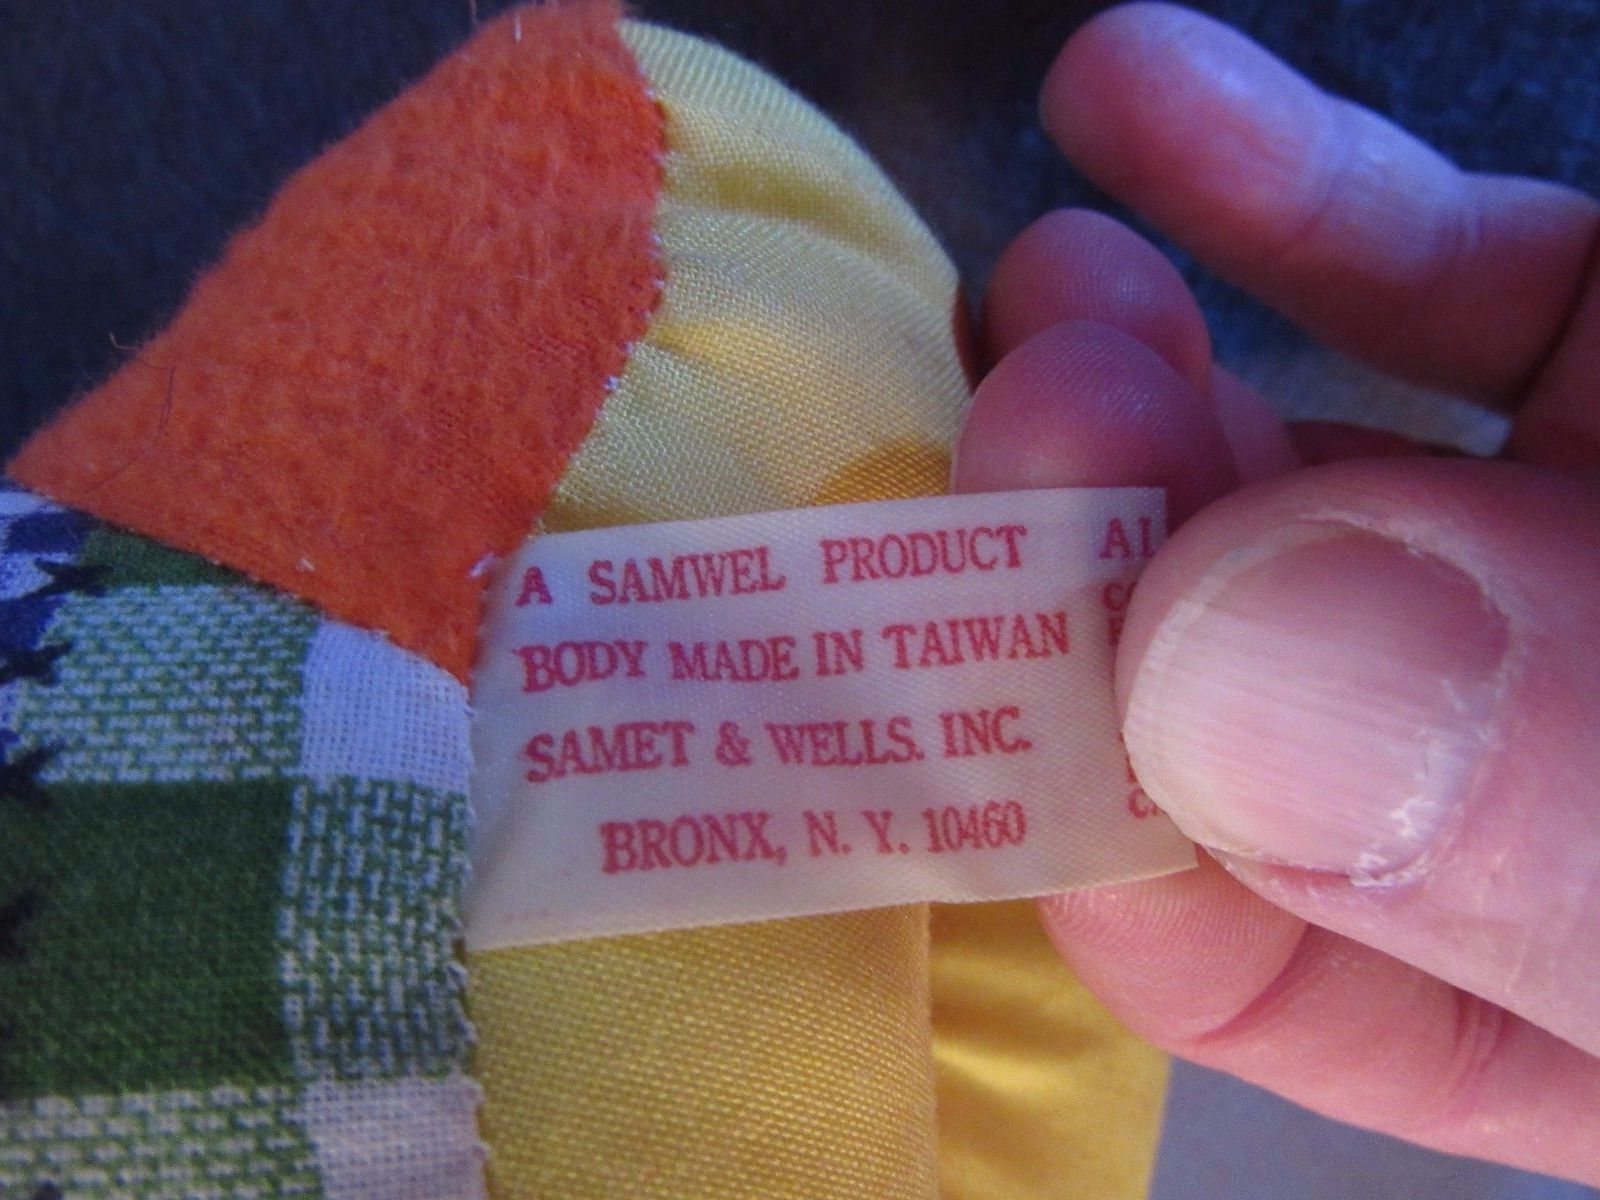 A SAMWEL PRODUCT
BODY MADE IN TAIWAN
SAMET & WELLS. INC.
BRONX, N. Y. 10460